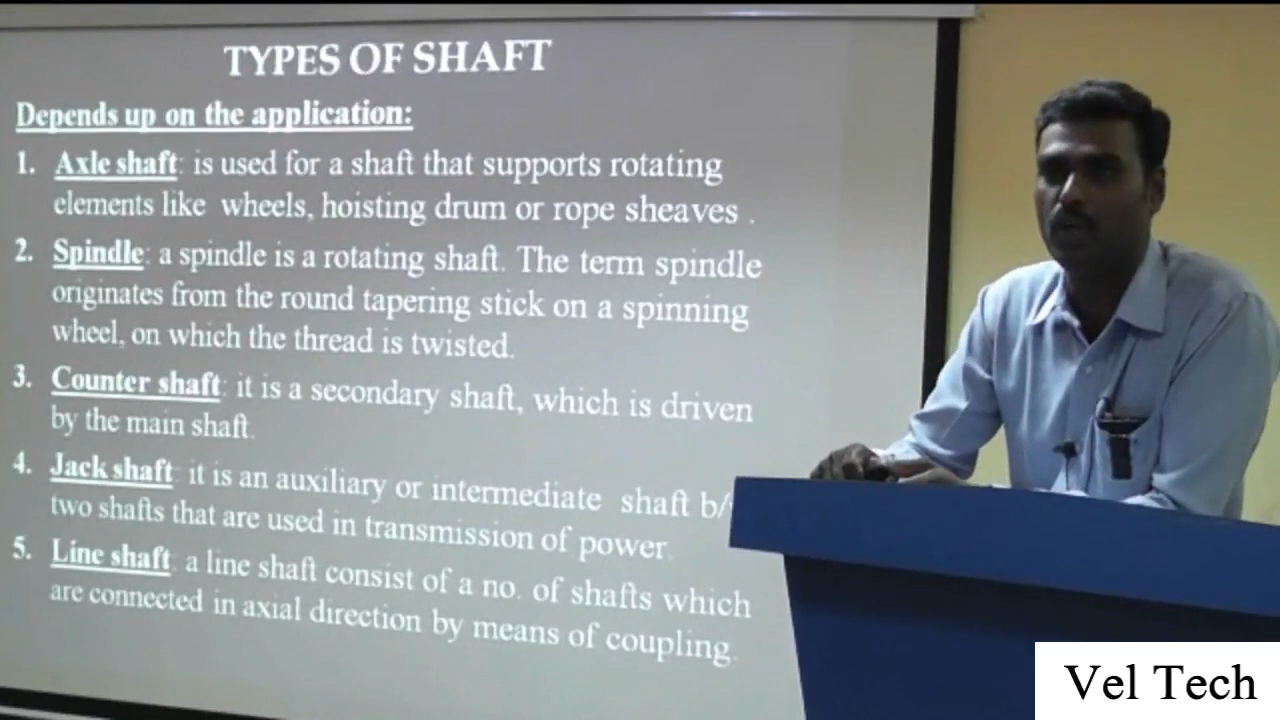 TYPES OF SHAFT
Depends up on the application:
1. Axle shaft: is used for a shaft that supports rotating
elements like wheels, hoisting drum or rope sheaves .
2. Spindle: a spindle is a rotating shaft. The term spindle
originates from the round tapering stick on a spinning
wheel, on which the thread is twisted.
3. Counter shaft: it is a secondary shaft, which is driven
by the main shaft.
4. Jack shaft: it is an auxiliary or intermediate shaft b/
two shafts that are used in transmission of power.
5. Line shaft: a line shaft consist of a no. of shafts which
are connected in axial direction by means of coupling.
Vel Tech